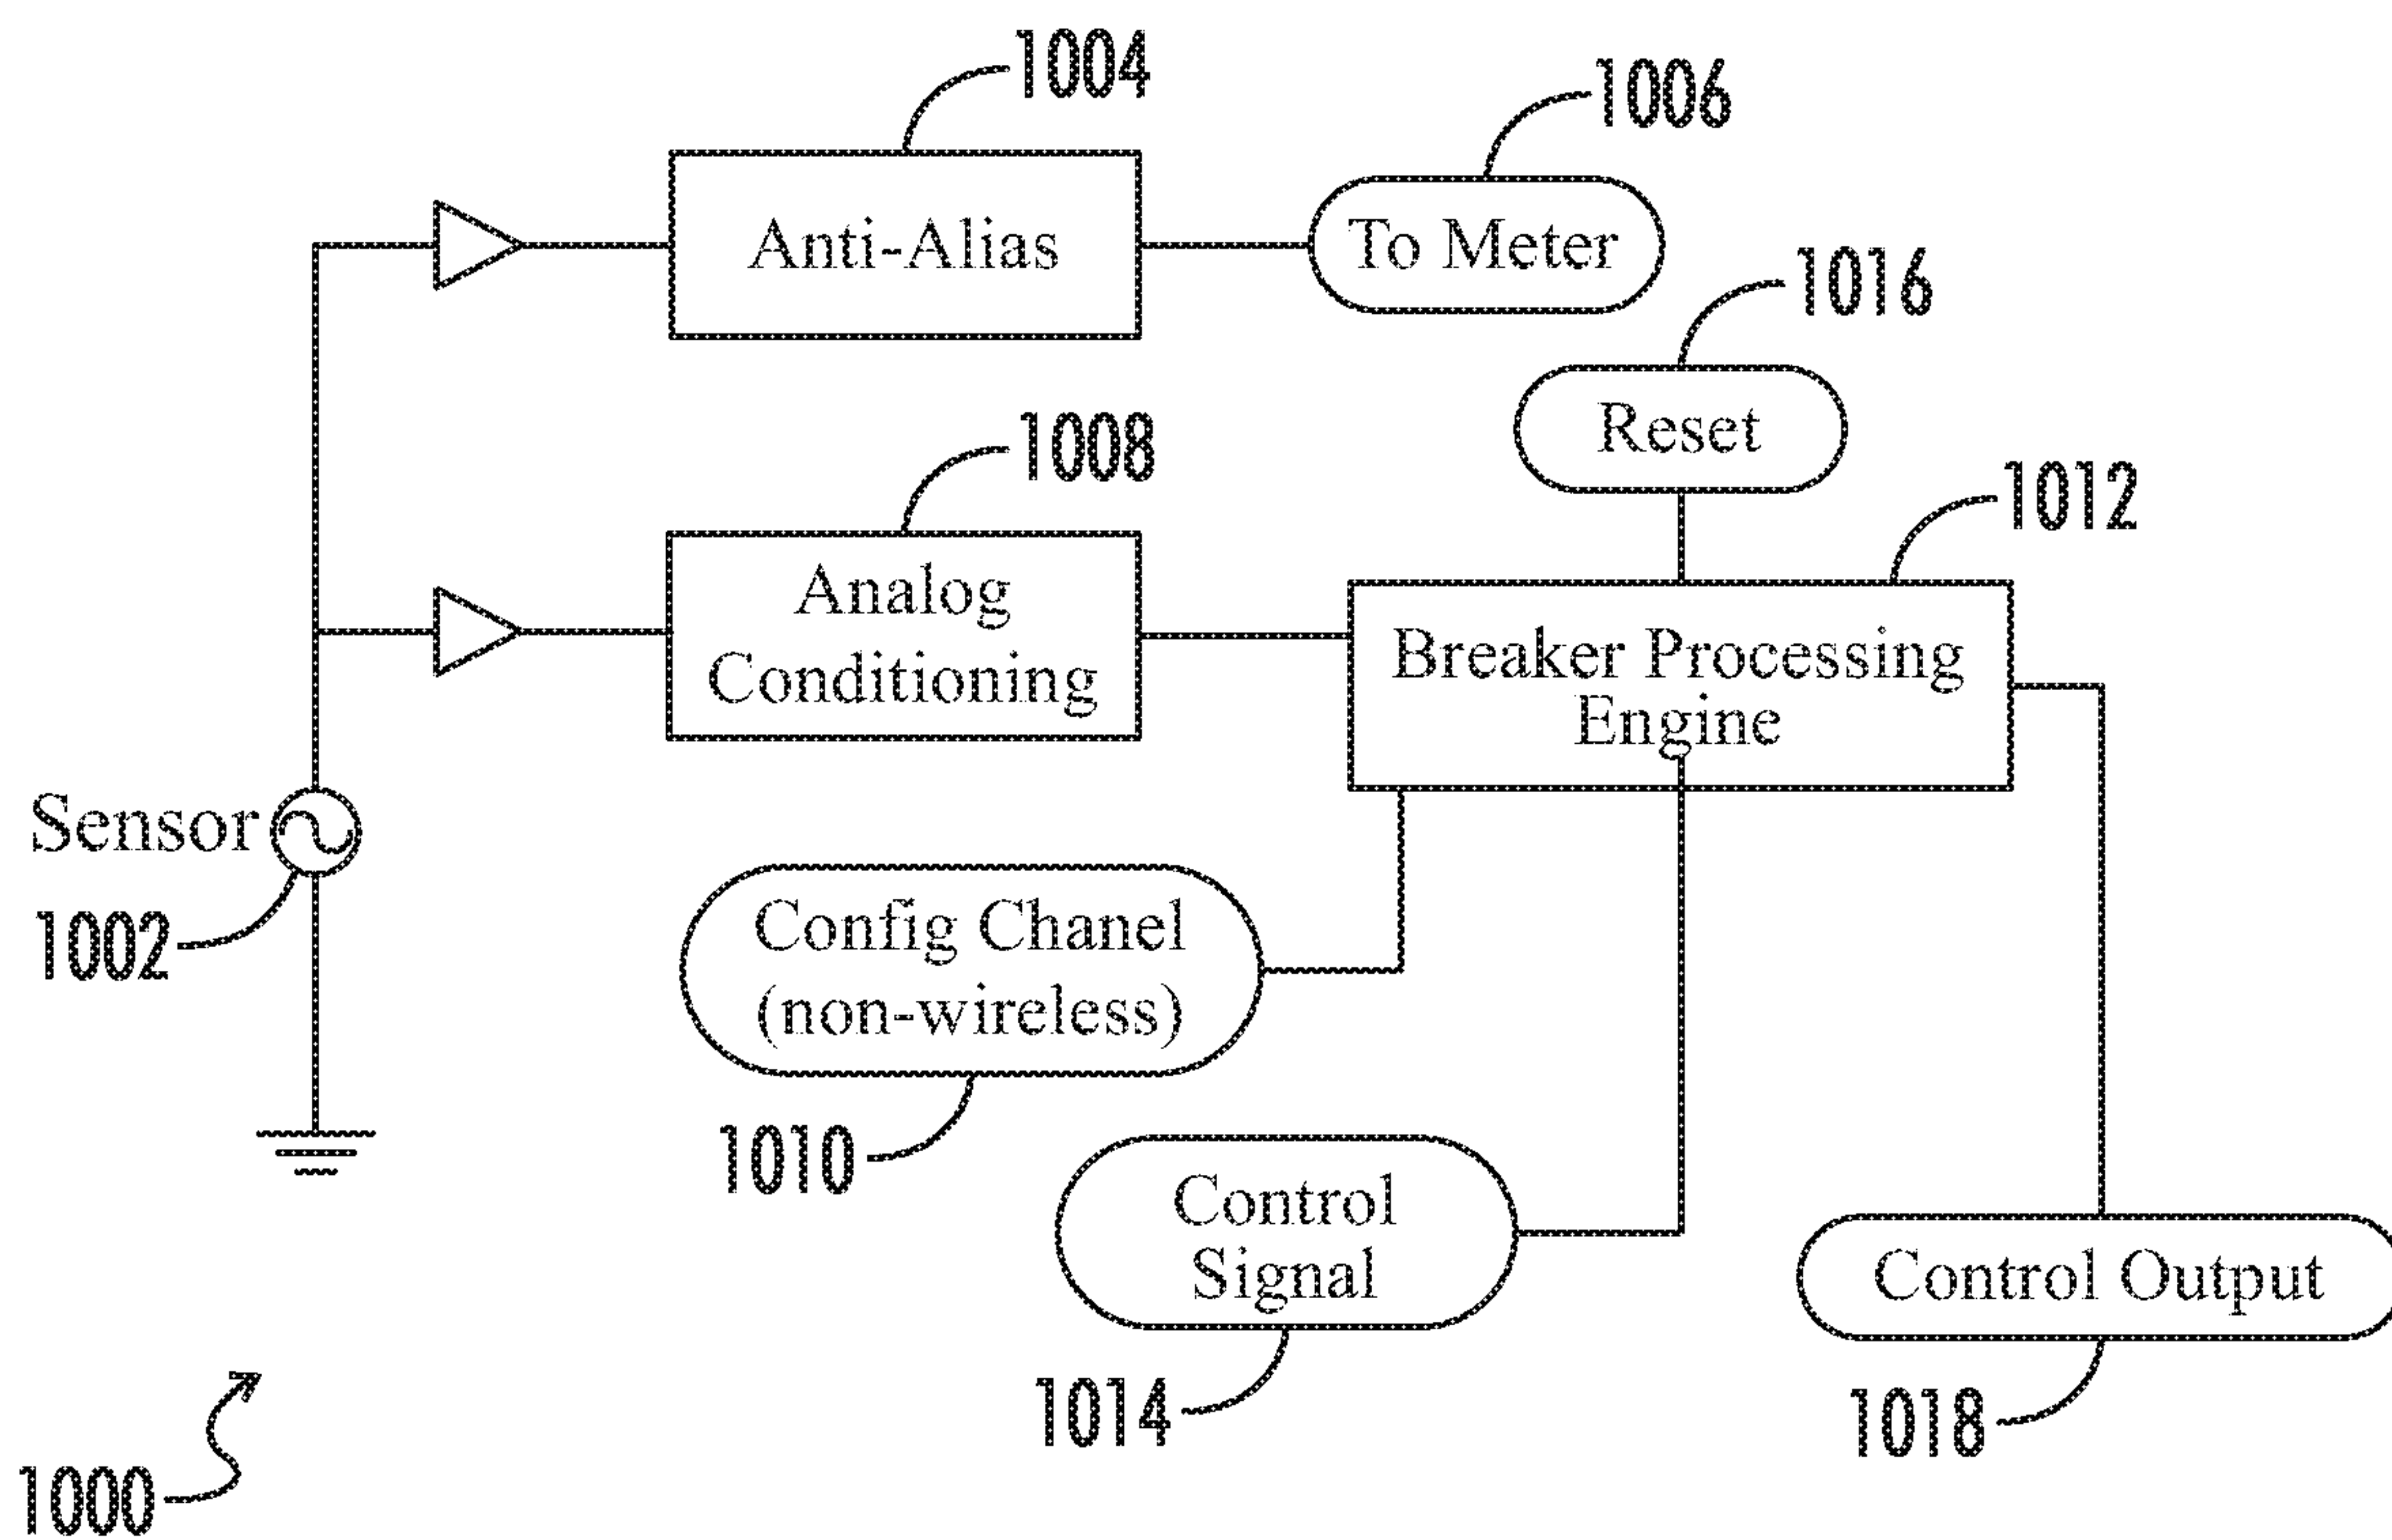 1004
1006
Anti-Alias
To Meter
1016
Reset
1008
1012
Analog
Conditioning
Breaker Processing
Engine
Sensor
1002
Config Chanel
(non-wireless)
1010
Control
Signal
1014
Control Output
1018
1000